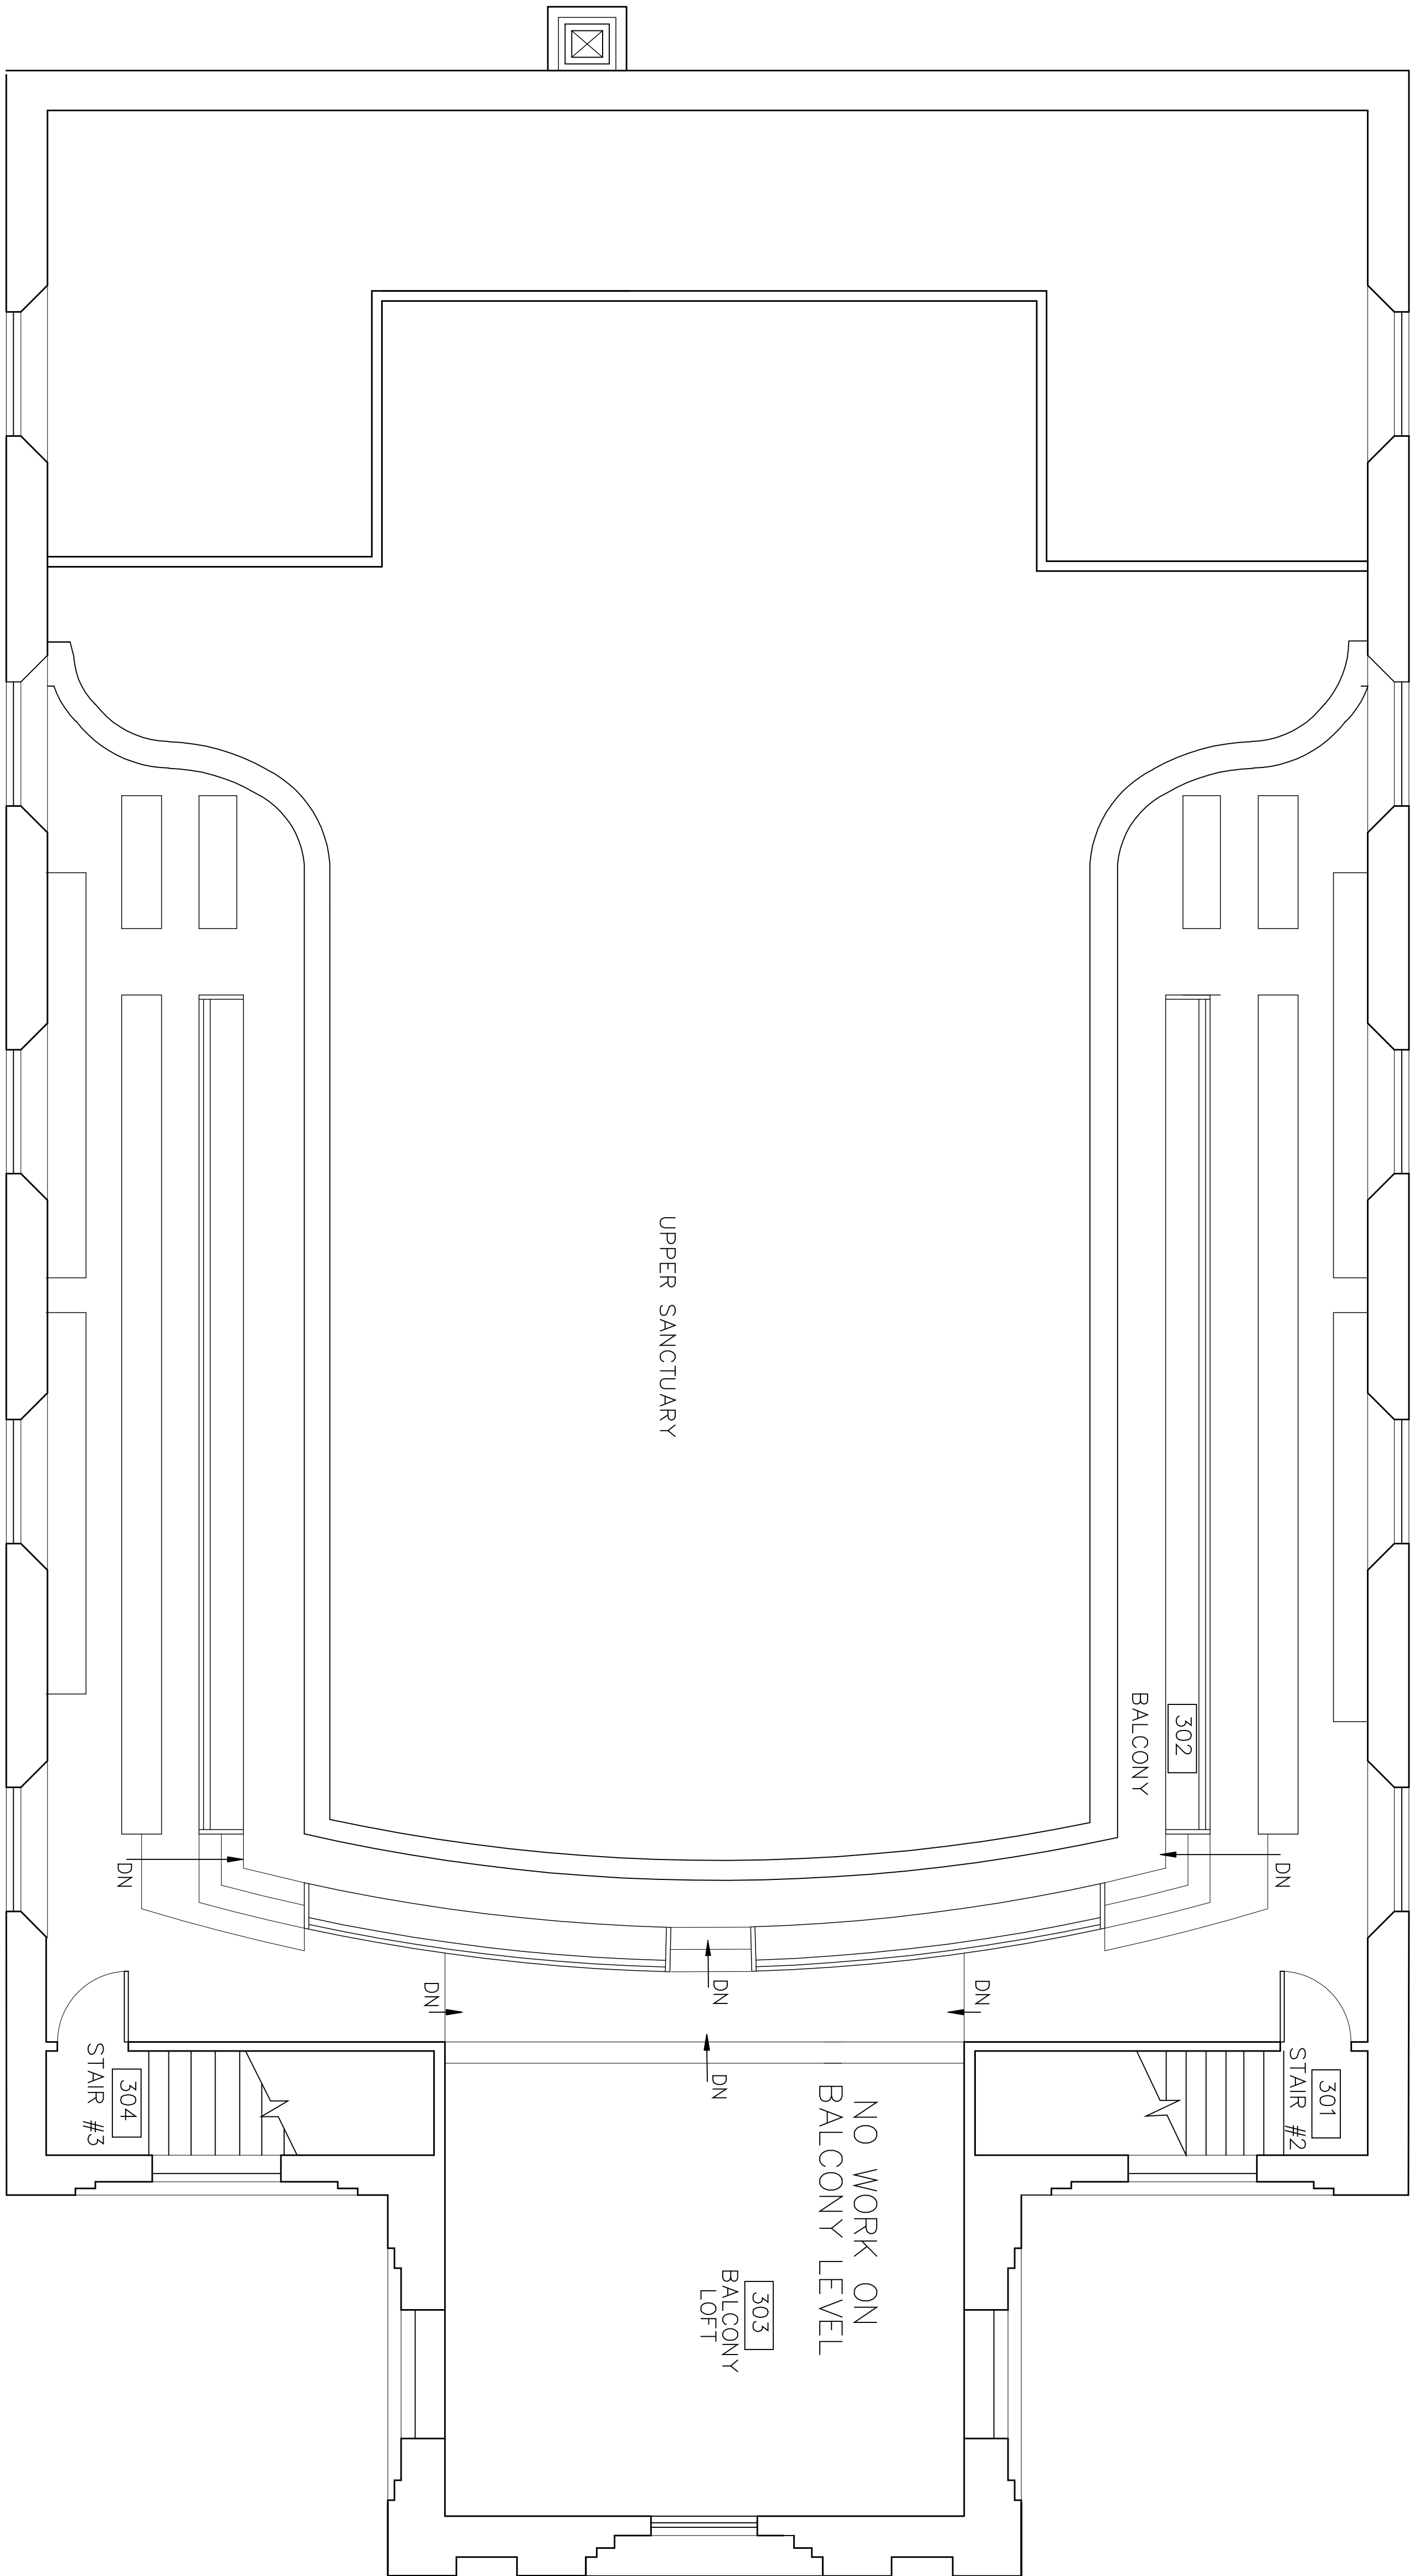 UPPER SANCTUARY
302
BALCONY
DN
DN
DN
DN
DN
DN
301
STAIR #2
304
STAIR #3
NO WORK ON
BALCONY LEVEL
303
BALCONY
LOFT